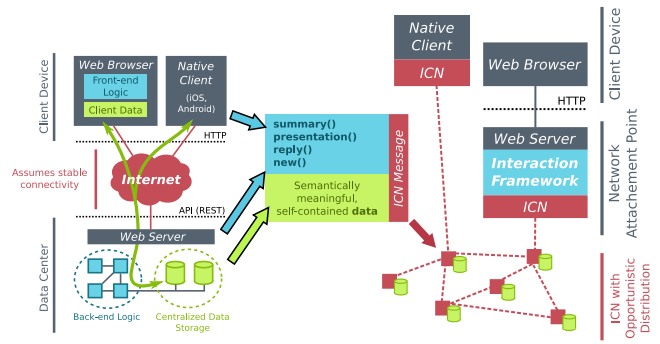 Client Device
Web Browser
Front-end
Logic
Client Data
Native
Client
(iOS,
Android)
HTTP
Assumes stable
connectivity
Internet
API (REST)
Data Center
Web Server
Back-end Logic
Centralized Data
Storage
summary()
presentation()
reply()
new()
Semantically
meaningful,
self-contained data
ICN Message
Native
Client
ICN
Web Browser
HTTP
Web Server
Interaction
Framework
ICN
Client Device
Network
Attachement Point
ICN with
Opportunistic
Distribution